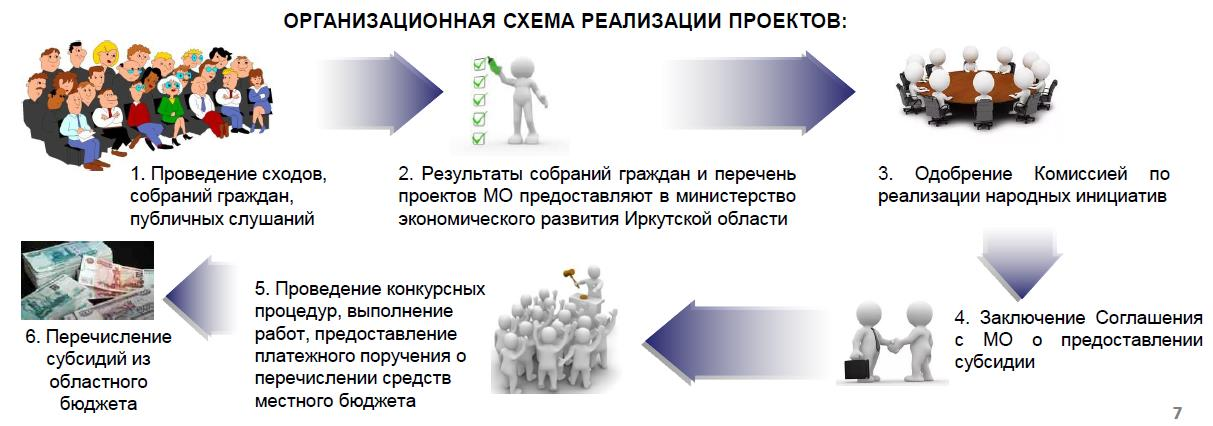 ОРГАНИЗАЦИОННАЯ СХЕМА РЕАЛИЗАЦИИ ПРОЕКТОВ:
1. Проведение сходов,
собраний граждан,
публичных слушаний
2. Результаты собраний граждан и перечень
проектов МО предоставляют в министерство
экономического развития Иркутской области
3. Одобрение Комиссией по
реализации народных инициатив
4. Заключение Соглашения
с МО о предоставлении
субсидии
5. Проведение конкурсных
процедур, выполнение
работ, предоставление
платежного поручения о
перечислении средств
местного бюджета
6. Перечисление
субсидий из
областного
бюджета
7